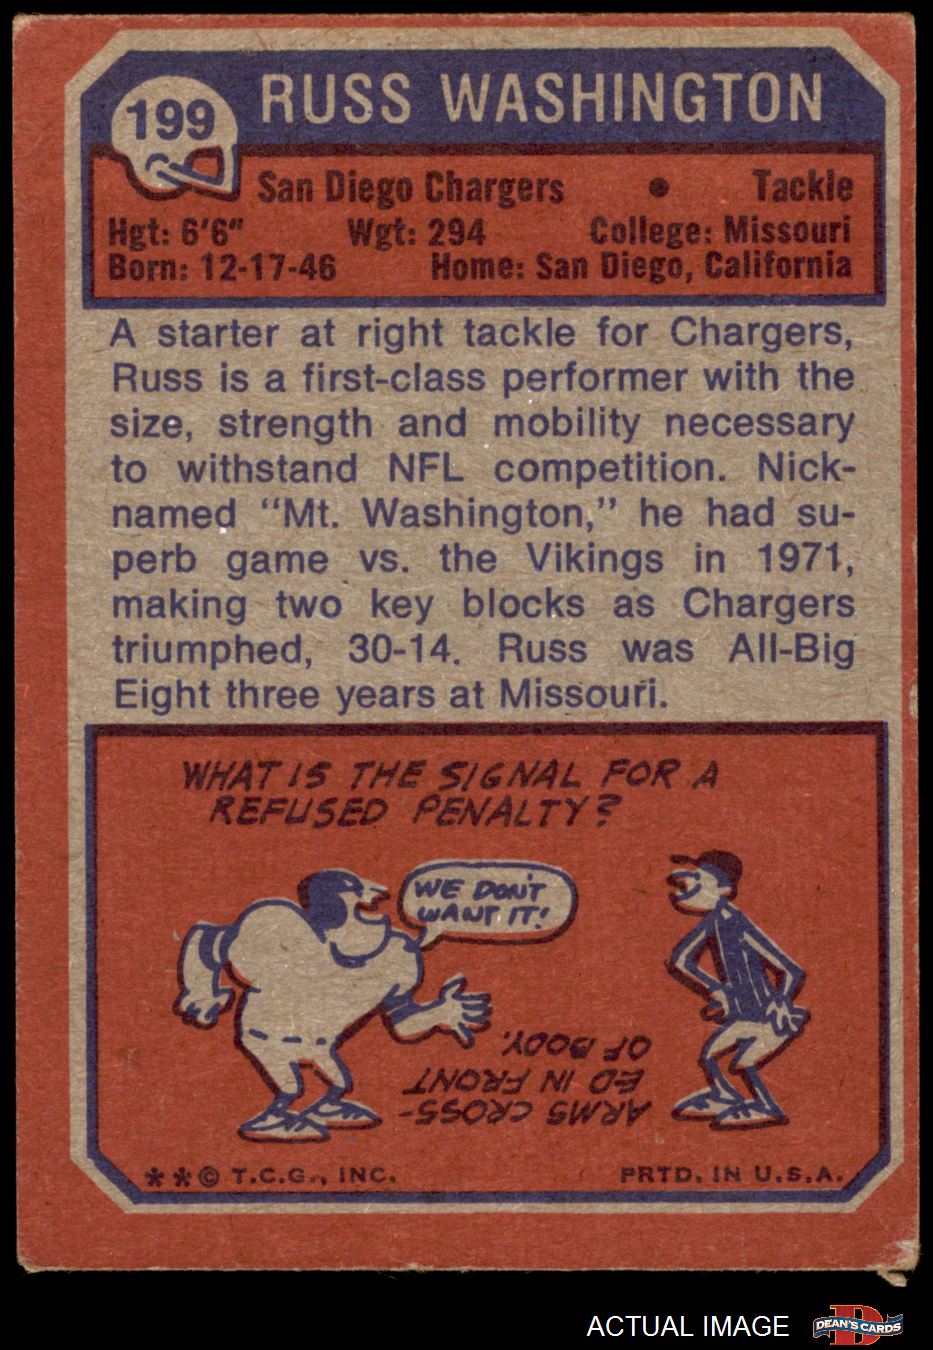 199
RUSS WASHINGTON
San Diego Chargers • Tackle
Hgt: 6'6" Wgt: 294 College: Missouri
Born: 12-17-46 Home: San Diego, California
A starter at right tackle for Chargers,
Russ is a first-class performer with the
size, strength and mobility necessary
to withstand NFL competition. Nick-
named "Mt. Washington," he had su-
perb game vs. the Vikings in 1971,
making two key blocks as Chargers
triumphed, 30-14. Russ was All-Big
Eight three years at Missouri.
WHAT IS THE SIGNAL FOR A
REFUSED PENALTY?
WE DON'T
WANT IT!
ARMS CROSS-
ED IN FRONT
OF BODY.
**© T.C.G., INC. PRTD. IN U.S.A.
ACTUAL IMAGE
D
DEAN'S CARDS